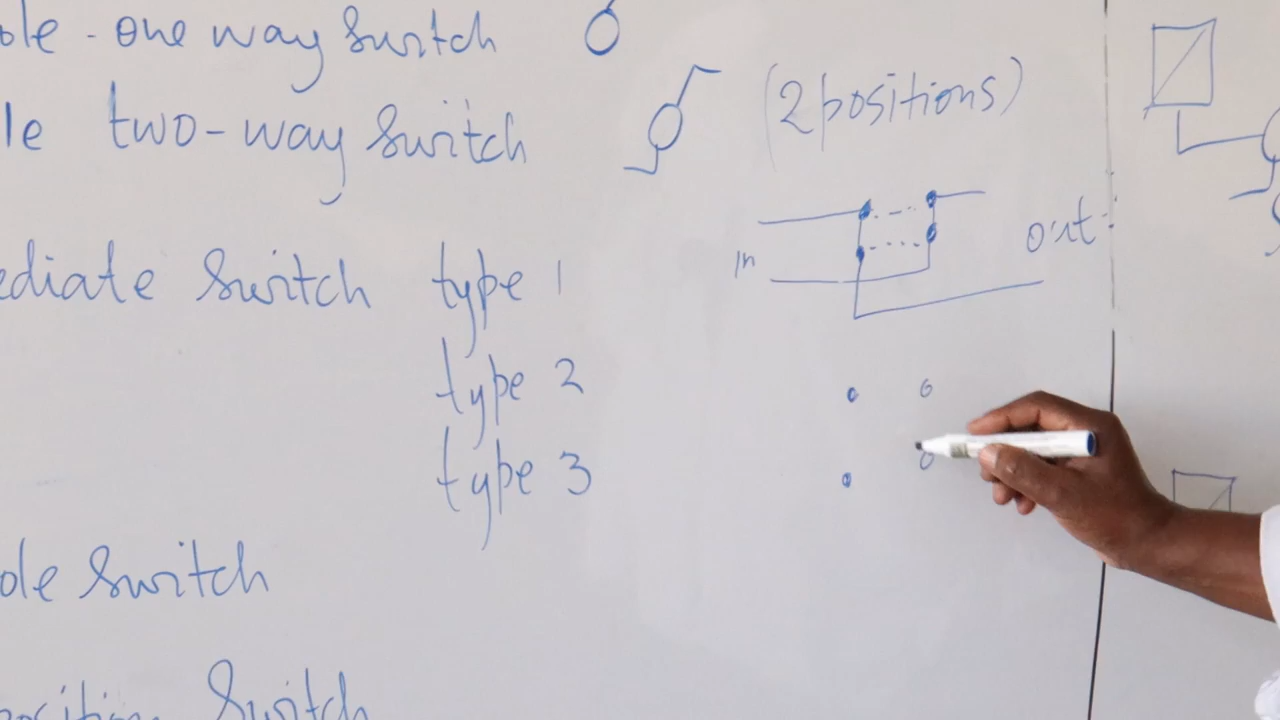 ole - one way switch
le two-way switch (2 positions)
ediate switch type 1
In out
type 2
type 3
ole switch
position switch